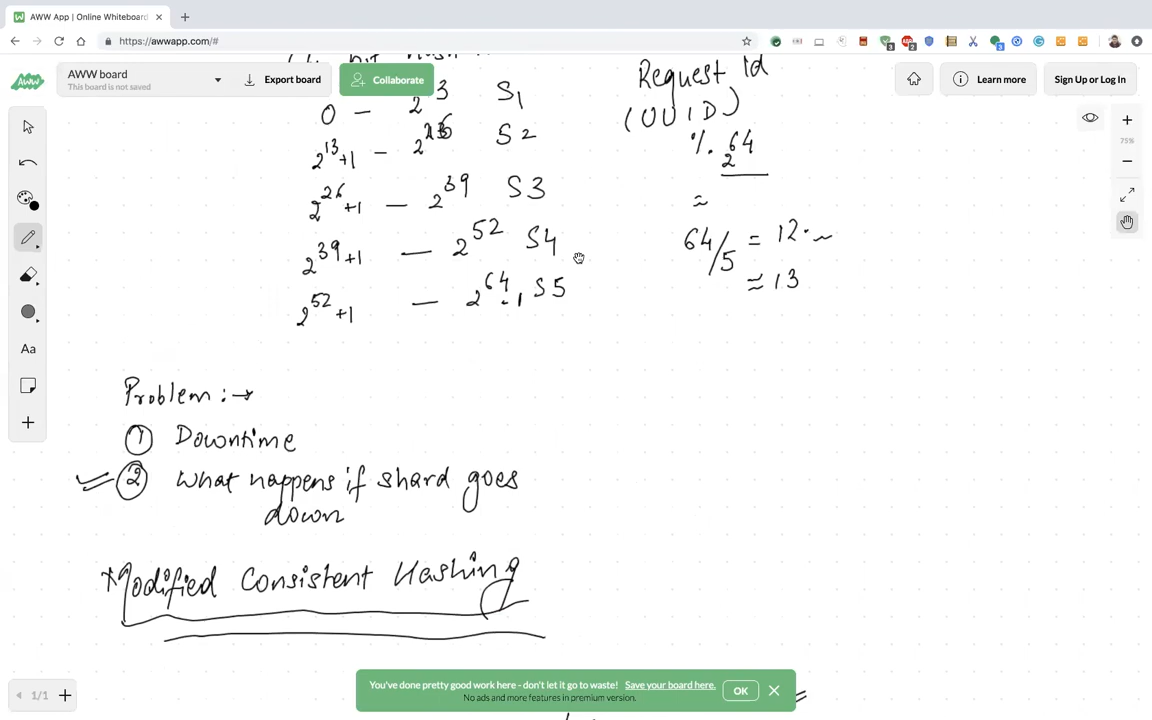 AWW App | Online Whiteboard
https://awwapp.com/#
AWW board
This board is not saved
Export board
Collaborate
Learn more
Sign Up or Log In
75%
Aa
Request Id
(UUID)
%. 2^64
≈
64/5 = 12.~
≈ 13
0 — 2^13 S1
2^13+1 — 2^26 S2
2^26+1 — 2^39 S3
2^39+1 — 2^52 S4
2^52+1 — 2^64-1 S5
Problem :→
① Downtime
② What happens if shard goes
down
*Modified Consistent Hashing
You've done pretty good work here - don't let it go to waste! Save your board here.
No ads and more features in premium version.
OK
1/1